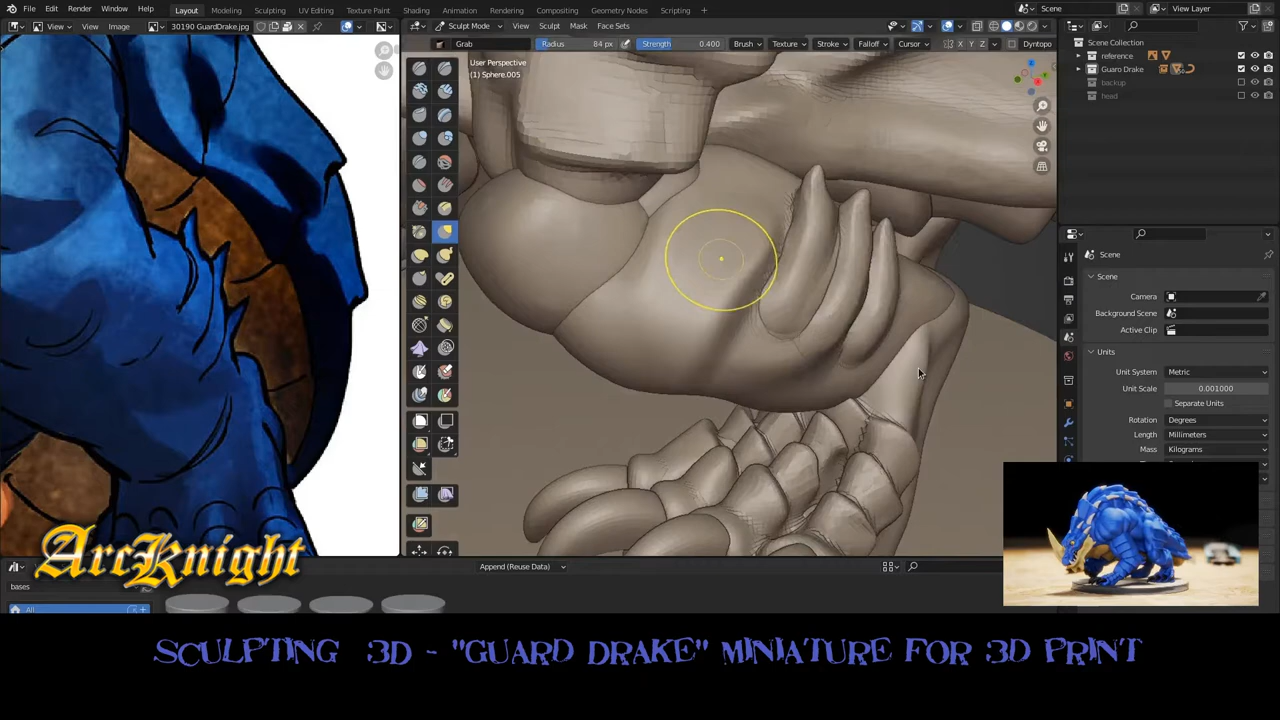 File Edit Render Window Help Layout Modeling Sculpting UV Editing Texture Paint Shading Animation Rendering Compositing Geometry Nodes Scripting + Scene View Layer
View View Image 30190 GuardDrake.jpg Sculpt Mode View Sculpt Mask Face Sets
Grab Radius 84 px Strength 0.400 Brush Texture Stroke Falloff Cursor X Y Z Dyntopo
User Perspective
(1) Sphere.005
Scene Collection
reference
Guaro Drake
backup
head
Scene
Scene
Camera
Background Scene
Active Clip
Units
Unit System Metric
Unit Scale 0.001000
Separate Units
Rotation Degrees
Length Millimeters
Mass Kilograms
ArcKnight
Append (Reuse Data)
bases
All
SCULPTING 3D - "GUARD DRAKE" MINIATURE FOR 3D PRINT